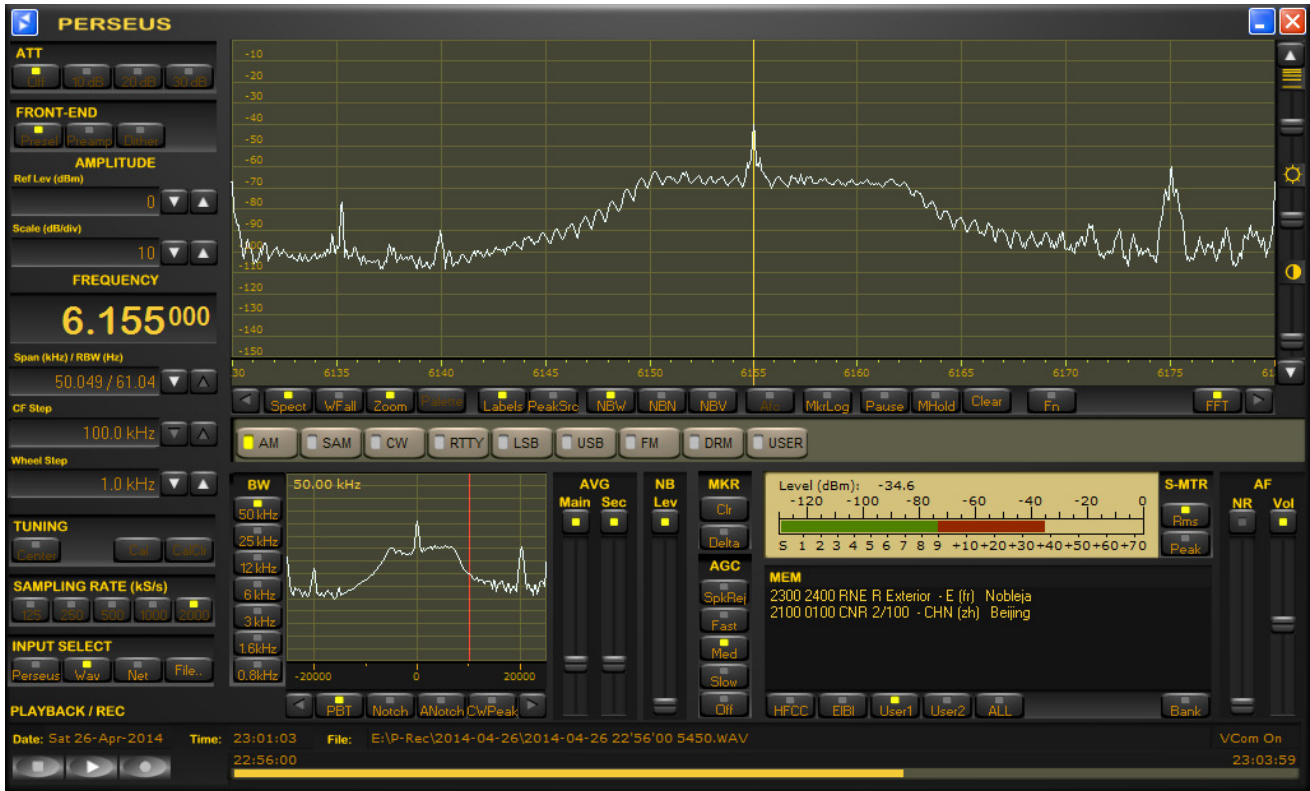 PERSEUS
ATT
Off 10 dB 20 dB 30 dB
FRONT-END
Presel Preamp Dither
AMPLITUDE
Ref Lev (dBm)
0
Scale (dB/div)
10
FREQUENCY
6.155000
Span (kHz) / RBW (Hz)
50.049 / 61.04
CF Step
100.0 kHz
Wheel Step
1.0 kHz
TUNING
Center Cal CalClr
SAMPLING RATE (kS/s)
125 250 500 1000 2000
INPUT SELECT
Perseus Wav Net File..
PLAYBACK / REC
-10
-20
-30
-40
-50
-60
-70
-80
-90
-100
-110
-120
-130
-140
-150
30 6135 6140 6145 6150 6155 6160 6165 6170 6175 61
Spect WFall Zoom Palette Labels PeakSrc NBW NBN NBV MkrLog Pause MHold Clear Fn FFT
AM SAM CW RTTY LSB USB FM DRM USER
BW
50 kHz
25 kHz
12 kHz
6 kHz
3 kHz
1.6kHz
0.8kHz
50.00 kHz
-20000 0 20000
PBT Notch ANotch CWPeak
AVG
Main Sec
NB
Lev
MKR
Clr
Delta
AGC
SpkRej
Fast
Med
Slow
Off
Level (dBm): -34.6
-120 -100 -80 -60 -40 -20 0
S 1 2 3 4 5 6 7 8 9 +10+20+30+40+50+60+70
S-MTR
Rms
Peak
AF
NR Vol
MEM
2300 2400 RNE R Exterior - E (fr) Nobleja
2100 0100 CNR 2/100 - CHN (zh) Beijing
HFCC EIBI User1 User2 ALL Bank
Date: Sat 26-Apr-2014 Time: 23:01:03 File: E:\P-Rec\2014-04-26\2014-04-26 22'56'00 5450.WAV VCom On
22:56:00 23:03:59